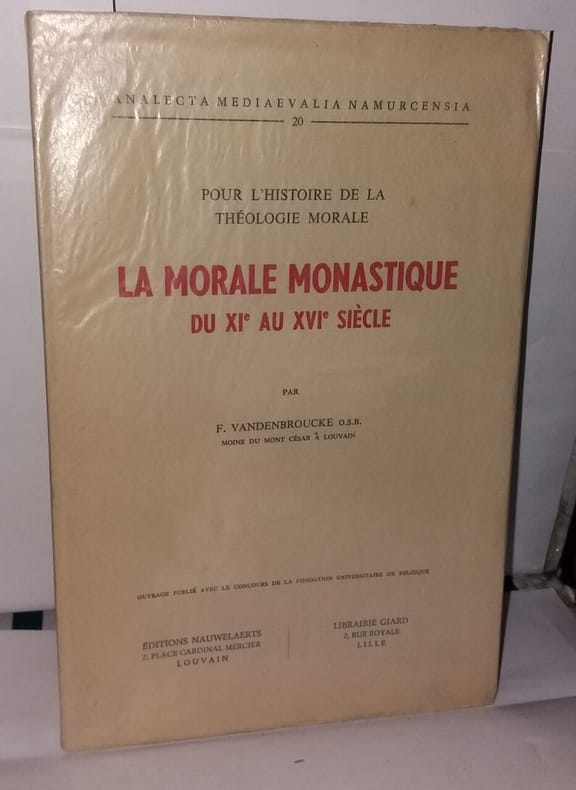 ANALECTA MEDIAEVALIA NAMURCENSIA
20
POUR L'HISTOIRE DE LA
THÉOLOGIE MORALE
LA MORALE MONASTIQUE
DU XIe AU XVIe SIÈCLE
PAR
F. VANDENBROUCKE O.S.B.
MOINE DU MONT CÉSAR À LOUVAIN
OUVRAGE PUBLIÉ AVEC LE CONCOURS DE LA FONDATION UNIVERSITAIRE DE BELGIQUE
EDITIONS NAUWELAERTS
2, PLACE CARDINAL MERCIER
LOUVAIN
LIBRAIRIE GIARD
2, RUE ROYALE
LILLE